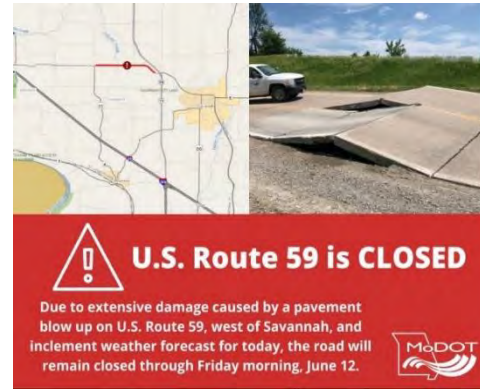 U.S. Route 59 is CLOSED
Due to extensive damage caused by a pavement
blow up on U.S. Route 59, west of Savannah, and
inclement weather forecast for today, the road will
remain closed through Friday morning, June 12.
MoDOT